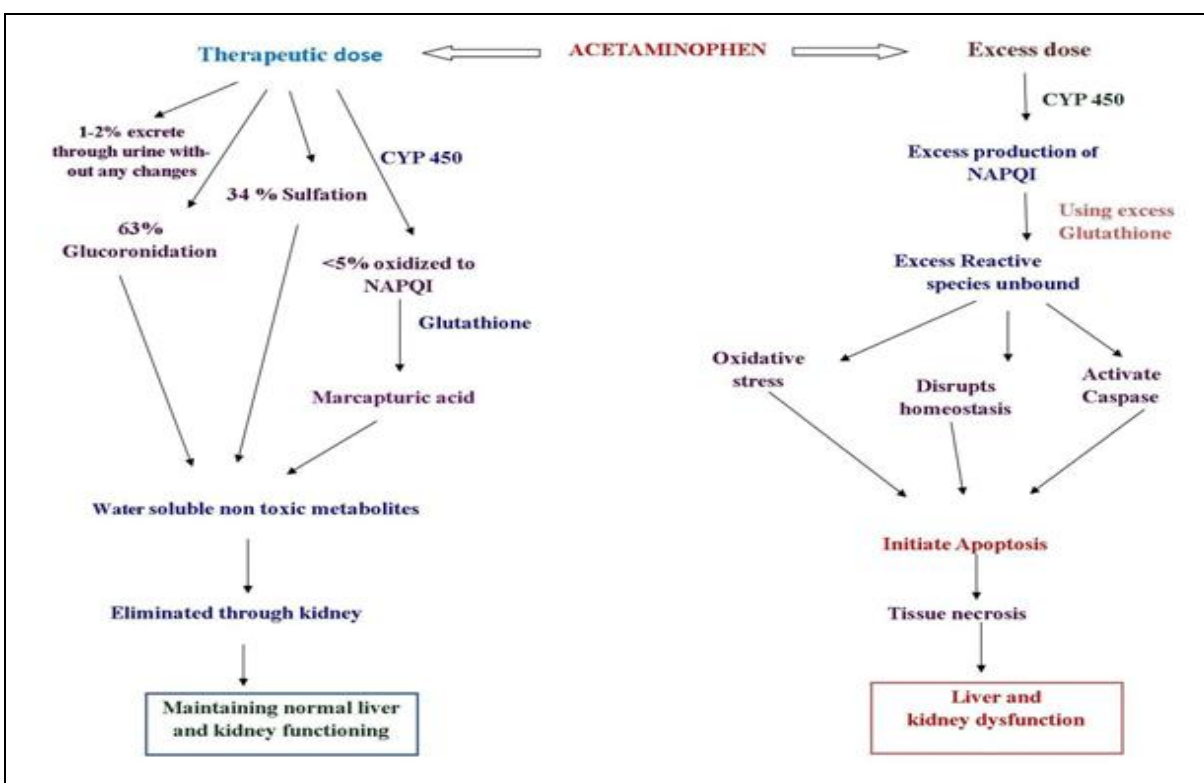 Therapeutic dose
ACETAMINOPHEN
Excess dose
CYP 450
1-2% excrete
through urine with-
out any changes
CYP 450
Excess production of
NAPQI
34 % Sulfation
63%
Glucoronidation
Using excess
Glutathione
<5% oxidized to
NAPQI
Excess Reactive
species unbound
Glutathione
Oxidative
stress
Disrupts
homeostasis
Activate
Caspase
Marcapturic acid
Water soluble non toxic metabolites
Initiate Apoptosis
Eliminated through kidney
Tissue necrosis
Maintaining normal liver
and kidney functioning
Liver and
kidney dysfunction